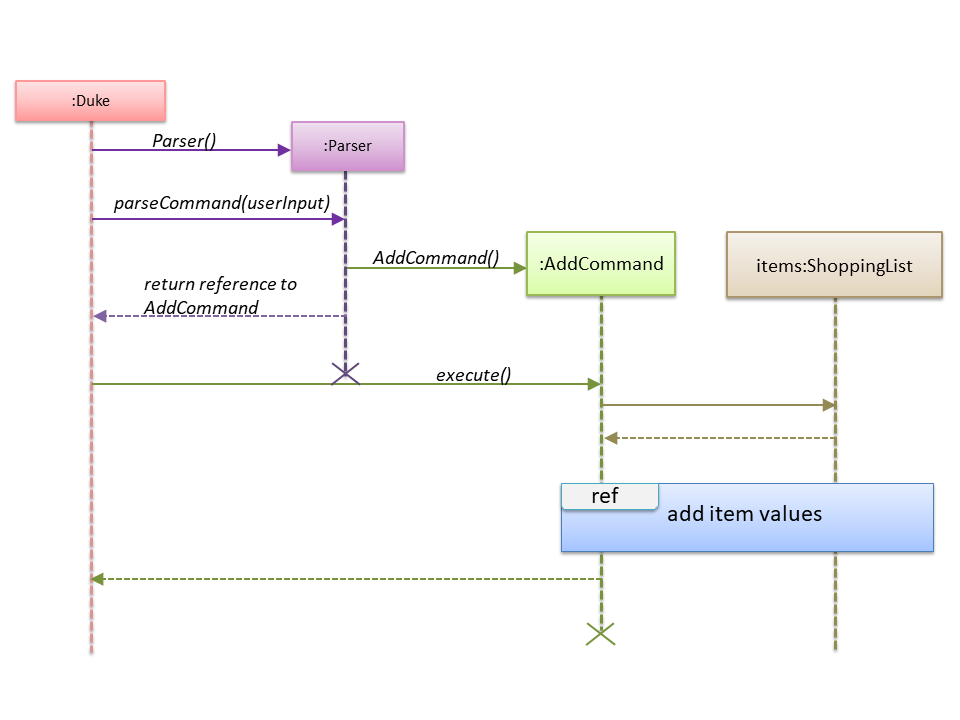 :Duke
Parser()
:Parser
parseCommand(userInput)
AddCommand()
:AddCommand
items:ShoppingList
return reference to
AddCommand
execute()
ref
add item values